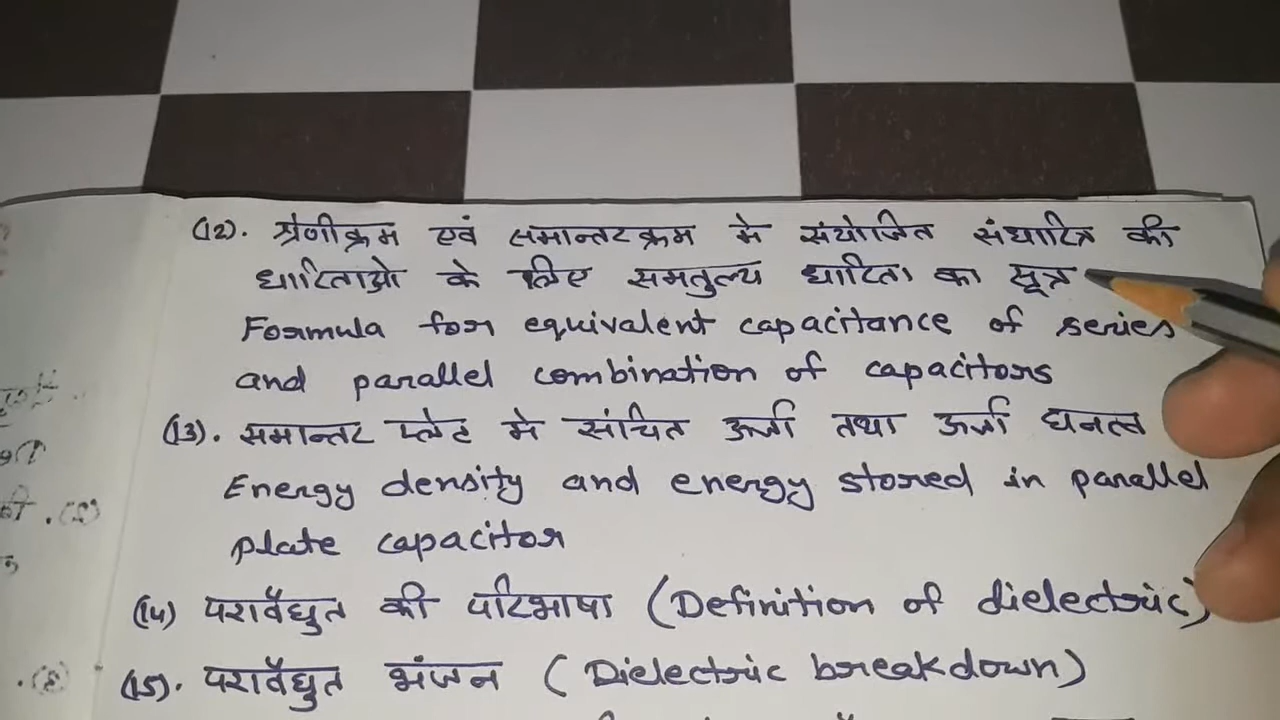 (12). श्रेणीक्रम एवं समान्तरक्रम मे संयोजित संधारित्र की
धारिताओ के लिए समतुल्य धारिता का सूत्र
Formula for equivalent capacitance of series
and parallel combination of capacitors
(13). समान्तर प्लेट मे संचित ऊर्जा तथा ऊर्जा घनत्व
Energy density and energy stored in parallel
plate capacitor
(14) परावैधुत की परिभाषा (Definition of dielectric)
(15). परावैधुत भंजन (Dielectric breakdown)